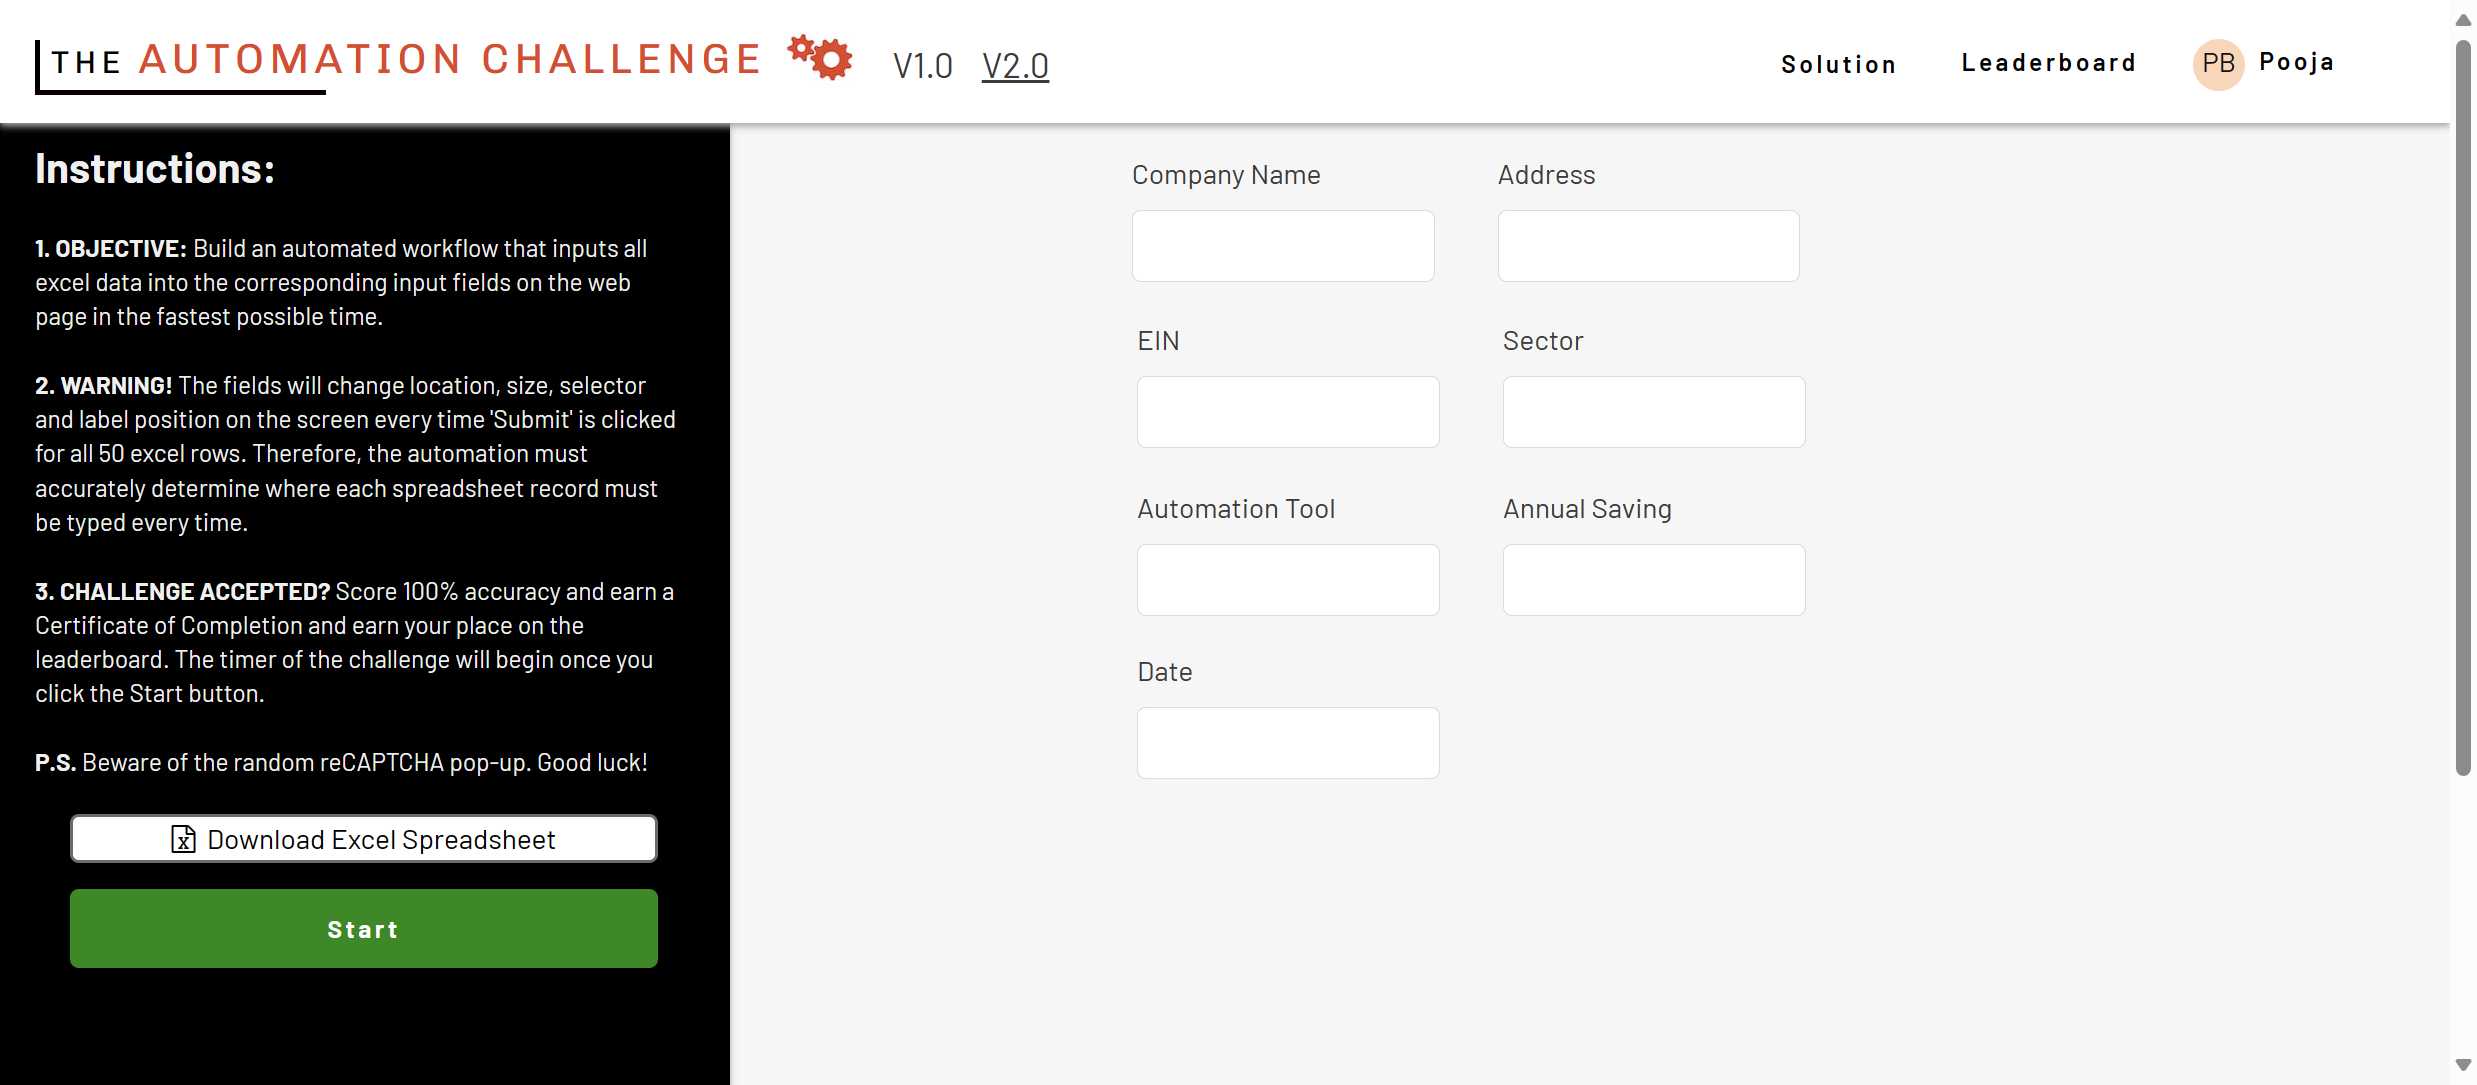 THE AUTOMATION CHALLENGE
V1.0 V2.0
Solution Leaderboard PB Pooja
Instructions:
1. OBJECTIVE: Build an automated workflow that inputs all
excel data into the corresponding input fields on the web
page in the fastest possible time.
2. WARNING! The fields will change location, size, selector
and label position on the screen every time 'Submit' is clicked
for all 50 excel rows. Therefore, the automation must
accurately determine where each spreadsheet record must
be typed every time.
3. CHALLENGE ACCEPTED? Score 100% accuracy and earn a
Certificate of Completion and earn your place on the
leaderboard. The timer of the challenge will begin once you
click the Start button.
P.S. Beware of the random reCAPTCHA pop-up. Good luck!
Download Excel Spreadsheet
Start
Company Name Address
EIN Sector
Automation Tool Annual Saving
Date